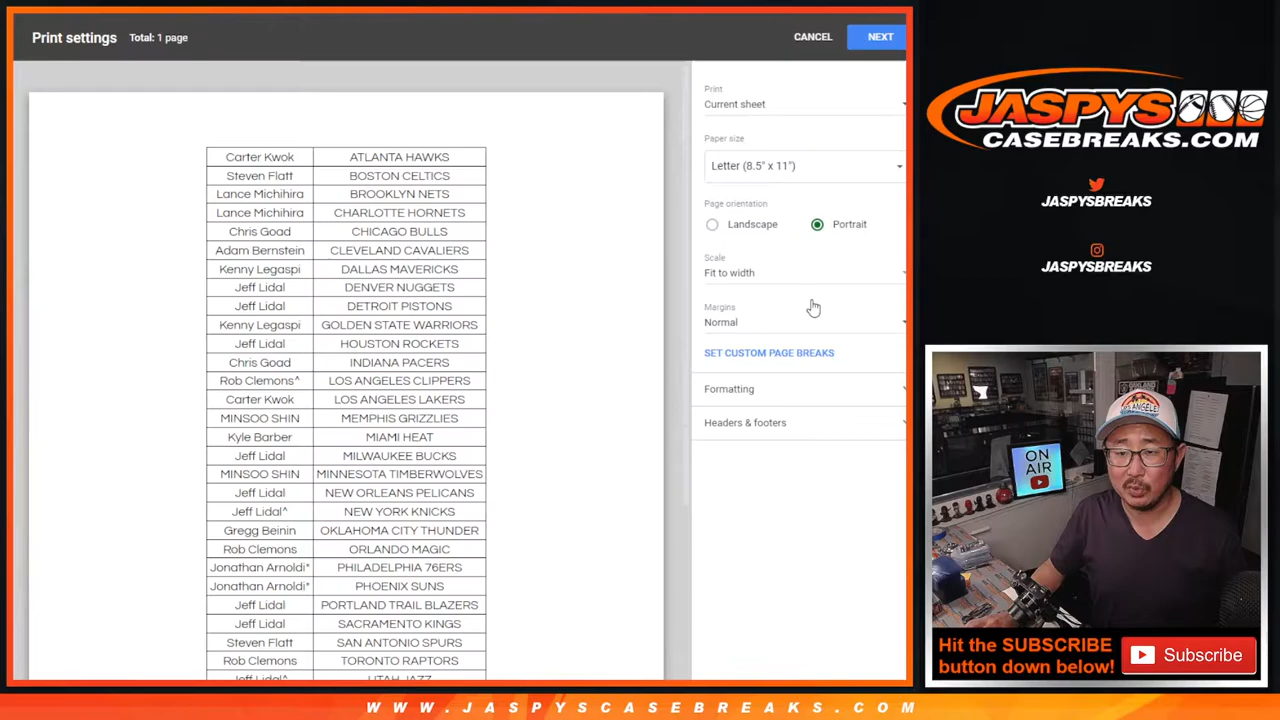 Print settings Total: 1 page CANCEL NEXT
Carter Kwok ATLANTA HAWKS
Steven Flatt BOSTON CELTICS
Lance Michihira BROOKLYN NETS
Lance Michihira CHARLOTTE HORNETS
Chris Goad CHICAGO BULLS
Adam Bernstein CLEVELAND CAVALIERS
Kenny Legaspi DALLAS MAVERICKS
Jeff Lidal DENVER NUGGETS
Jeff Lidal DETROIT PISTONS
Kenny Legaspi GOLDEN STATE WARRIORS
Jeff Lidal HOUSTON ROCKETS
Chris Goad INDIANA PACERS
Rob Clemons^ LOS ANGELES CLIPPERS
Carter Kwok LOS ANGELES LAKERS
MINSOO SHIN MEMPHIS GRIZZLIES
Kyle Barber MIAMI HEAT
Jeff Lidal MILWAUKEE BUCKS
MINSOO SHIN MINNESOTA TIMBERWOLVES
Jeff Lidal NEW ORLEANS PELICANS
Jeff Lidal^ NEW YORK KNICKS
Gregg Beinin OKLAHOMA CITY THUNDER
Rob Clemons ORLANDO MAGIC
Jonathan Arnoldi* PHILADELPHIA 76ERS
Jonathan Arnoldi* PHOENIX SUNS
Jeff Lidal PORTLAND TRAIL BLAZERS
Jeff Lidal SACRAMENTO KINGS
Steven Flatt SAN ANTONIO SPURS
Rob Clemons TORONTO RAPTORS
Jeff Lidal^ UTAH JAZZ
Print
Current sheet
Paper size
Letter (8.5" x 11")
Page orientation
Landscape Portrait
Scale
Fit to width
Margins
Normal
SET CUSTOM PAGE BREAKS
Formatting
Headers & footers
JASPYS
CASEBREAKS.COM
JASPYSBREAKS
JASPYSBREAKS
LOS ANGELES
ON
AIR
Hit the SUBSCRIBE
button down below!
Subscribe
WWW.JASPYSCASEBREAKS.COM